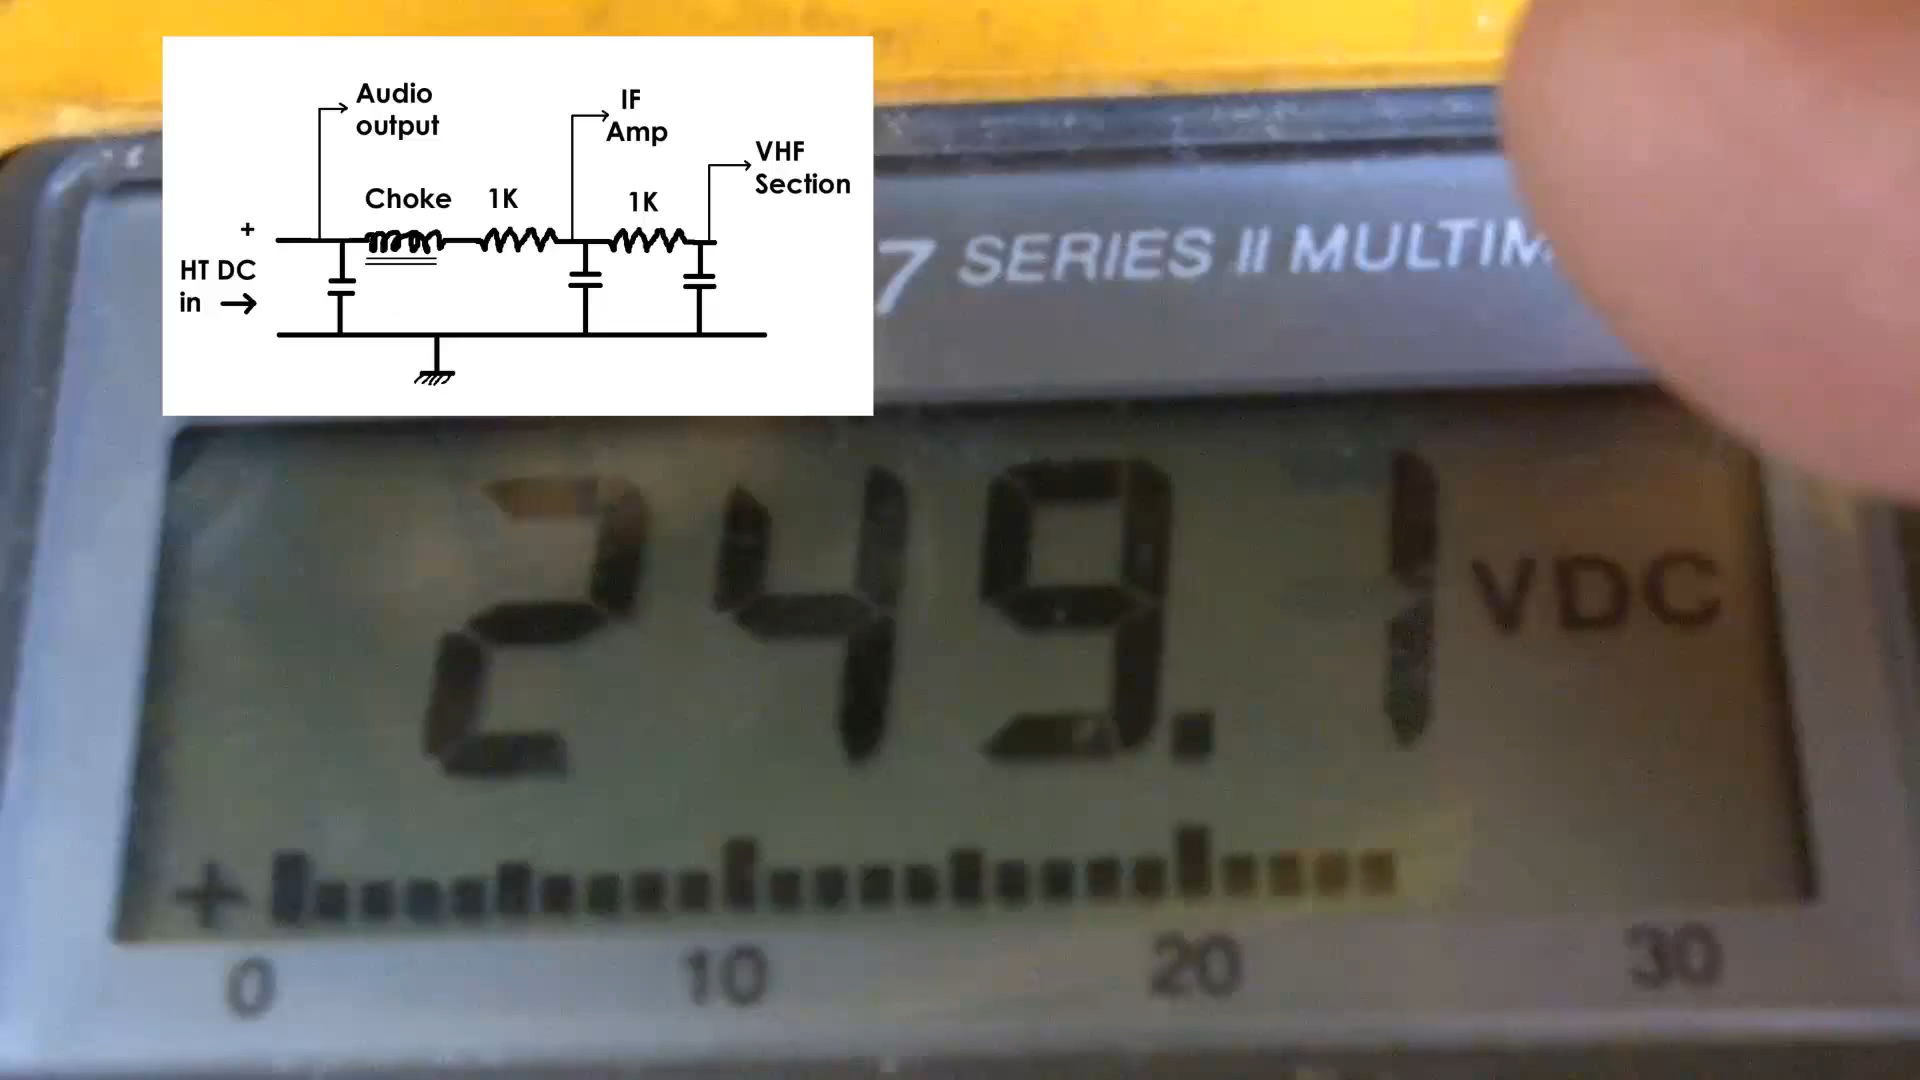 Audio
output
IF
Amp
VHF
Section
Choke
1K
1K
+
HT DC
in
7 SERIES II MULTIM
249.1 VDC
+
0 10 20 30